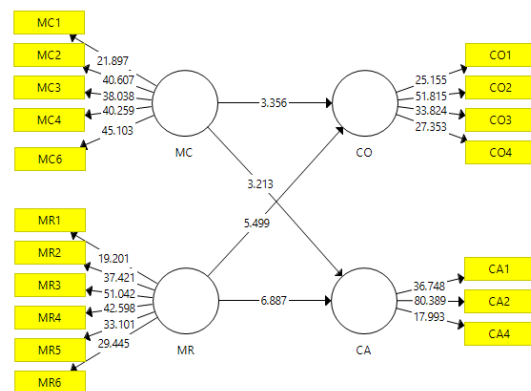 MC1
MC2
MC3
MC4
MC6
21.897
40.607
38.038
40.259
45.103
MC
3.356
CO
25.155
51.815
33.824
27.353
CO1
CO2
CO3
CO4
3.213
5.499
MR1
MR2
MR3
MR4
MR5
MR6
19.201
37.421
51.042
42.598
33.101
29.445
MR
6.887
CA
36.748
80.389
17.993
CA1
CA2
CA4